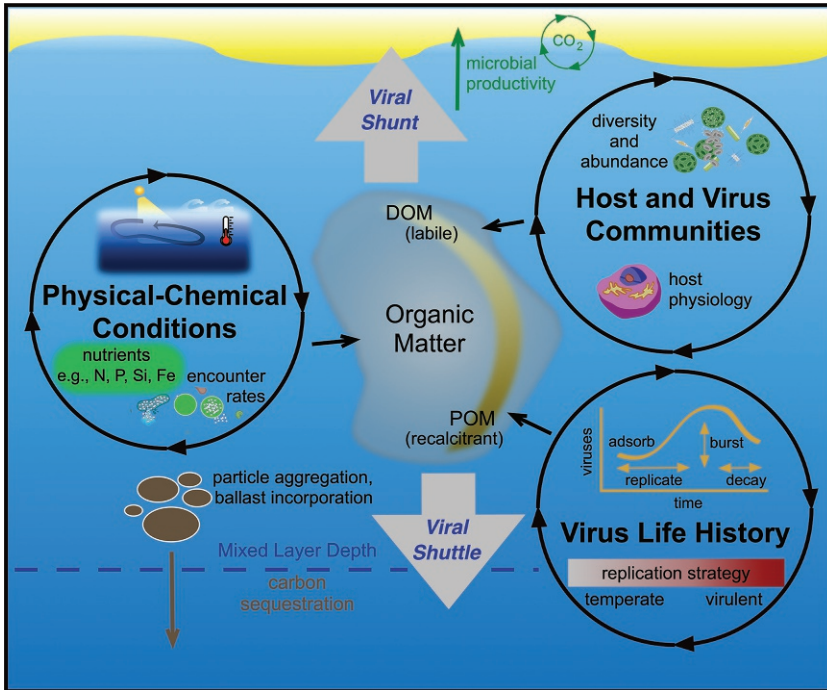 CO2
microbial
productivity
Viral
Shunt
diversity
and
abundance
Host and Virus
Communities
host
physiology
Physical-Chemical
Conditions
nutrients
e.g., N, P, Si, Fe
encounter
rates
DOM
(labile)
Organic
Matter
POM
(recalcitrant)
viruses
adsorb
burst
replicate
decay
time
Virus Life History
replication strategy
temperate
virulent
particle aggregation,
ballast incorporation
Viral
Shuttle
Mixed Layer Depth
carbon
sequestration